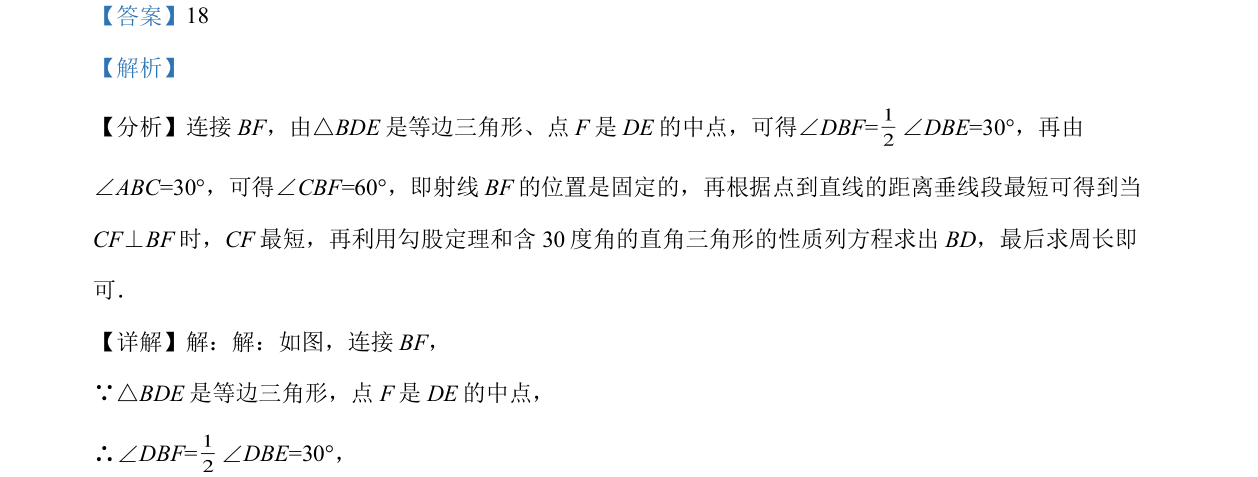 【答案】18
【解析】
【分析】连接 BF，由△BDE 是等边三角形、点 F 是 DE 的中点，可得∠DBF=1/2 ∠DBE=30°，再由
∠ABC=30°，可得∠CBF=60°，即射线 BF 的位置是固定的，再根据点到直线的距离垂线段最短可得到当
CF⊥BF 时，CF 最短，再利用勾股定理和含 30 度角的直角三角形的性质列方程求出 BD，最后求周长即
可．
【详解】解：解：如图，连接 BF，
∵△BDE 是等边三角形，点 F 是 DE 的中点，
∴∠DBF=1/2 ∠DBE=30°，